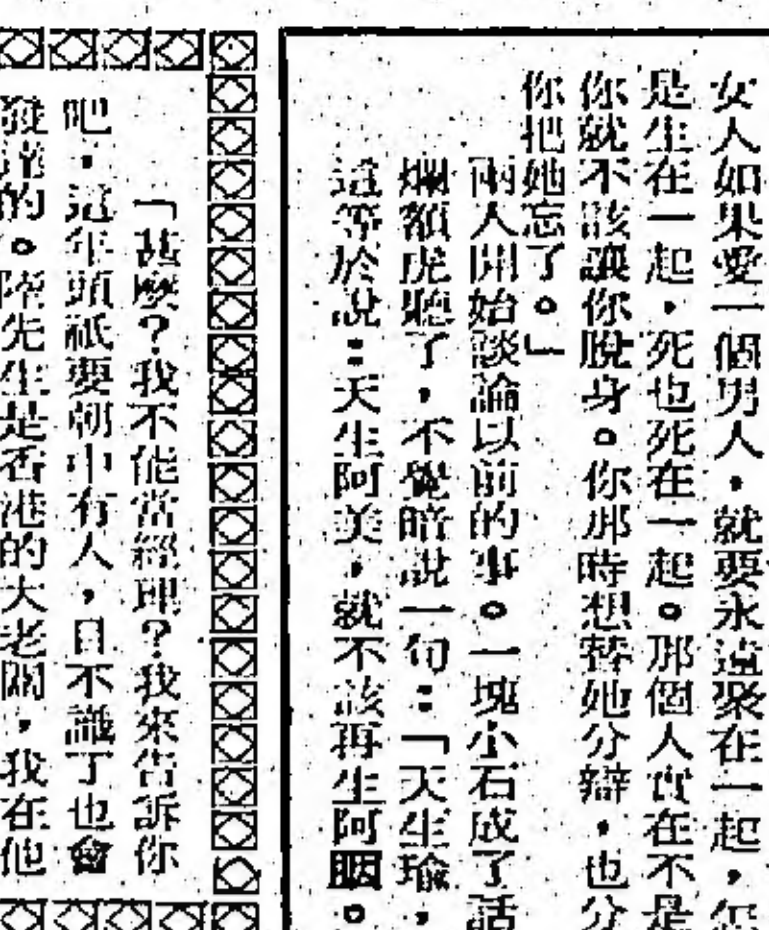 女人如果愛一個男人，就要永遠聚在一起，
是生在一起，死也死在一起。那個人實在不是
你就不該讓你脫身。你那時想替她分辯，也分
你把她忘了。」
兩人開始談論以前的事。一塊小石成了話
爛額虎聽了，不覺暗說一句：「天生瑜，
這等於說：天生阿美，就不該再生阿胭。
「甚麼？我不能當經理？我來告訴你
吧，這年頭祇要朝中有人，目不識丁也會
發達的。陸先生是香港的大老闆，我在他